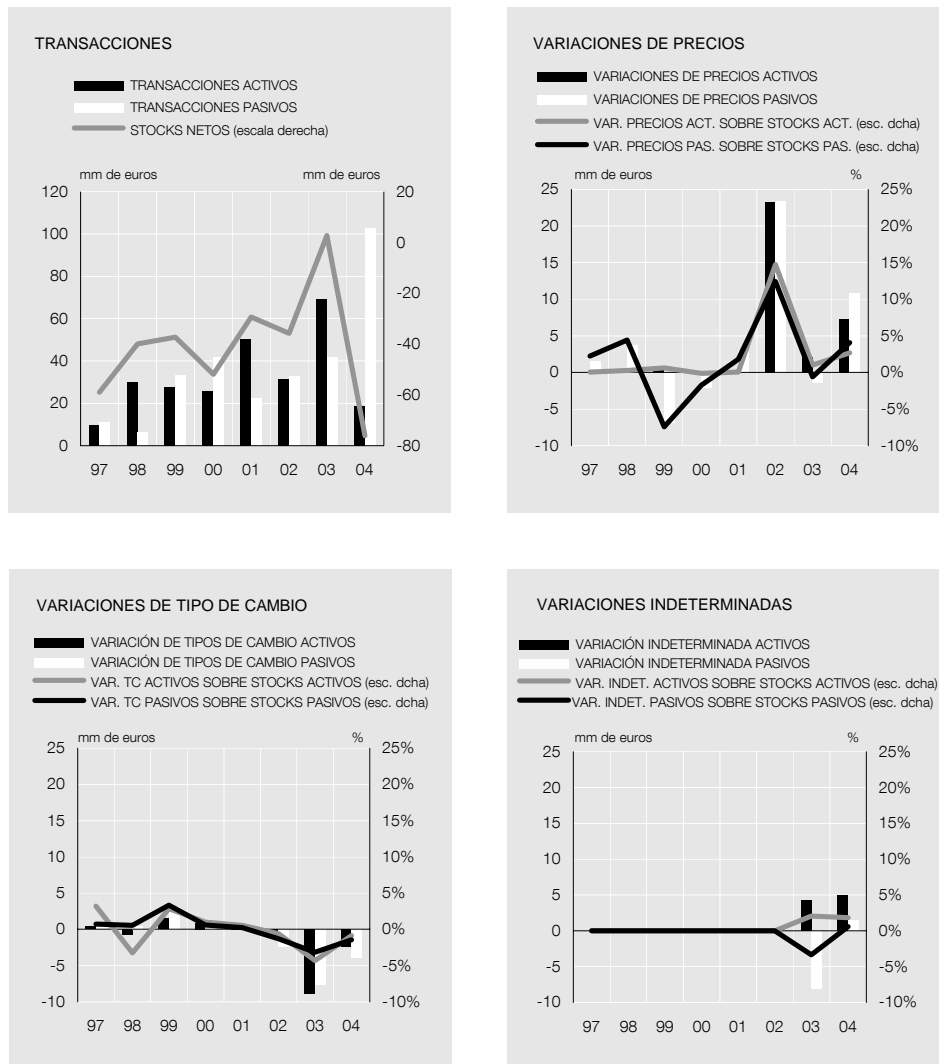 TRANSACCIONES
TRANSACCIONES ACTIVOS
TRANSACCIONES PASIVOS
STOCKS NETOS (escala derecha)
mm de euros mm de euros
120 20
100 0
80 -20
60 -40
40 -60
20 -80
0
97 98 99 00 01 02 03 04
VARIACIONES DE PRECIOS
VARIACIONES DE PRECIOS ACTIVOS
VARIACIONES DE PRECIOS PASIVOS
VAR. PRECIOS ACT. SOBRE STOCKS ACT. (esc. dcha)
VAR. PRECIOS PAS. SOBRE STOCKS PAS. (esc. dcha)
mm de euros %
25 25%
20 20%
15 15%
10 10%
5 5%
0 0%
-5 -5%
-10 -10%
97 98 99 00 01 02 03 04
VARIACIONES DE TIPO DE CAMBIO
VARIACIÓN DE TIPOS DE CAMBIO ACTIVOS
VARIACIÓN DE TIPOS DE CAMBIO PASIVOS
VAR. TC ACTIVOS SOBRE STOCKS ACTIVOS (esc. dcha)
VAR. TC PASIVOS SOBRE STOCKS PASIVOS (esc. dcha)
mm de euros %
25 25%
20 20%
15 15%
10 10%
5 5%
0 0%
-5 -5%
-10 -10%
97 98 99 00 01 02 03 04
VARIACIONES INDETERMINADAS
VARIACIÓN INDETERMINADA ACTIVOS
VARIACIÓN INDETERMINADA PASIVOS
VAR. INDET. ACTIVOS SOBRE STOCKS ACTIVOS (esc. dcha)
VAR. INDET. PASIVOS SOBRE STOCKS PASIVOS (esc. dcha)
mm de euros %
25 25%
20 20%
15 15%
10 10%
5 5%
0 0%
-5 -5%
-10 -10%
97 98 99 00 01 02 03 04